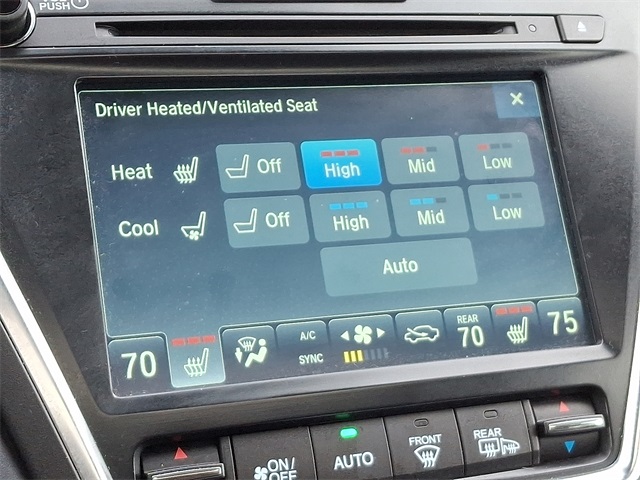 PUSH
Driver Heated/Ventilated Seat
Heat Off High Mid Low
Cool Off High Mid Low
Auto
70 A/C SYNC REAR 70 75
ON/OFF AUTO FRONT REAR